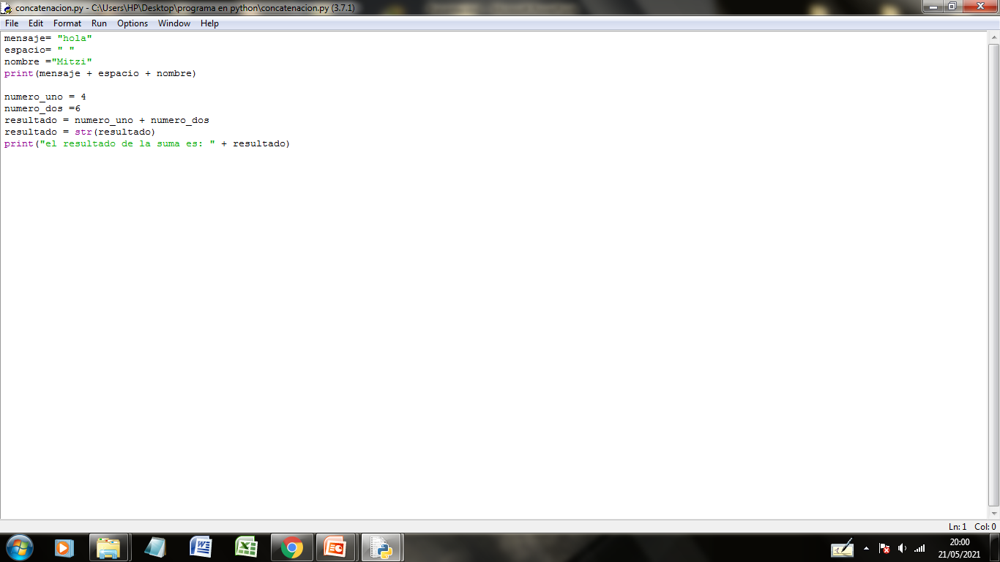 concatenacion.py - C:\Users\HP\Desktop\programa en python\concatenacion.py (3.7.1)
File Edit Format Run Options Window Help
mensaje= "hola"
espacio= " "
nombre ="Mitzi"
print(mensaje + espacio + nombre)

numero_uno = 4
numero_dos =6
resultado = numero_uno + numero_dos
resultado = str(resultado)
print("el resultado de la suma es: " + resultado)
Ln: 1 Col: 0
20:00
21/05/2021